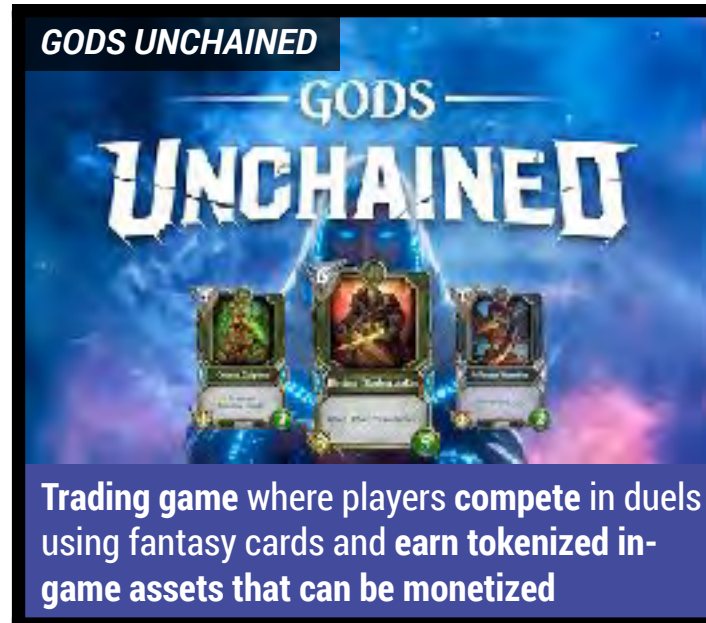 GODS UNCHAINED
GODS
UNCHAINED
Trading game where players compete in duels
using fantasy cards and earn tokenized in-
game assets that can be monetized